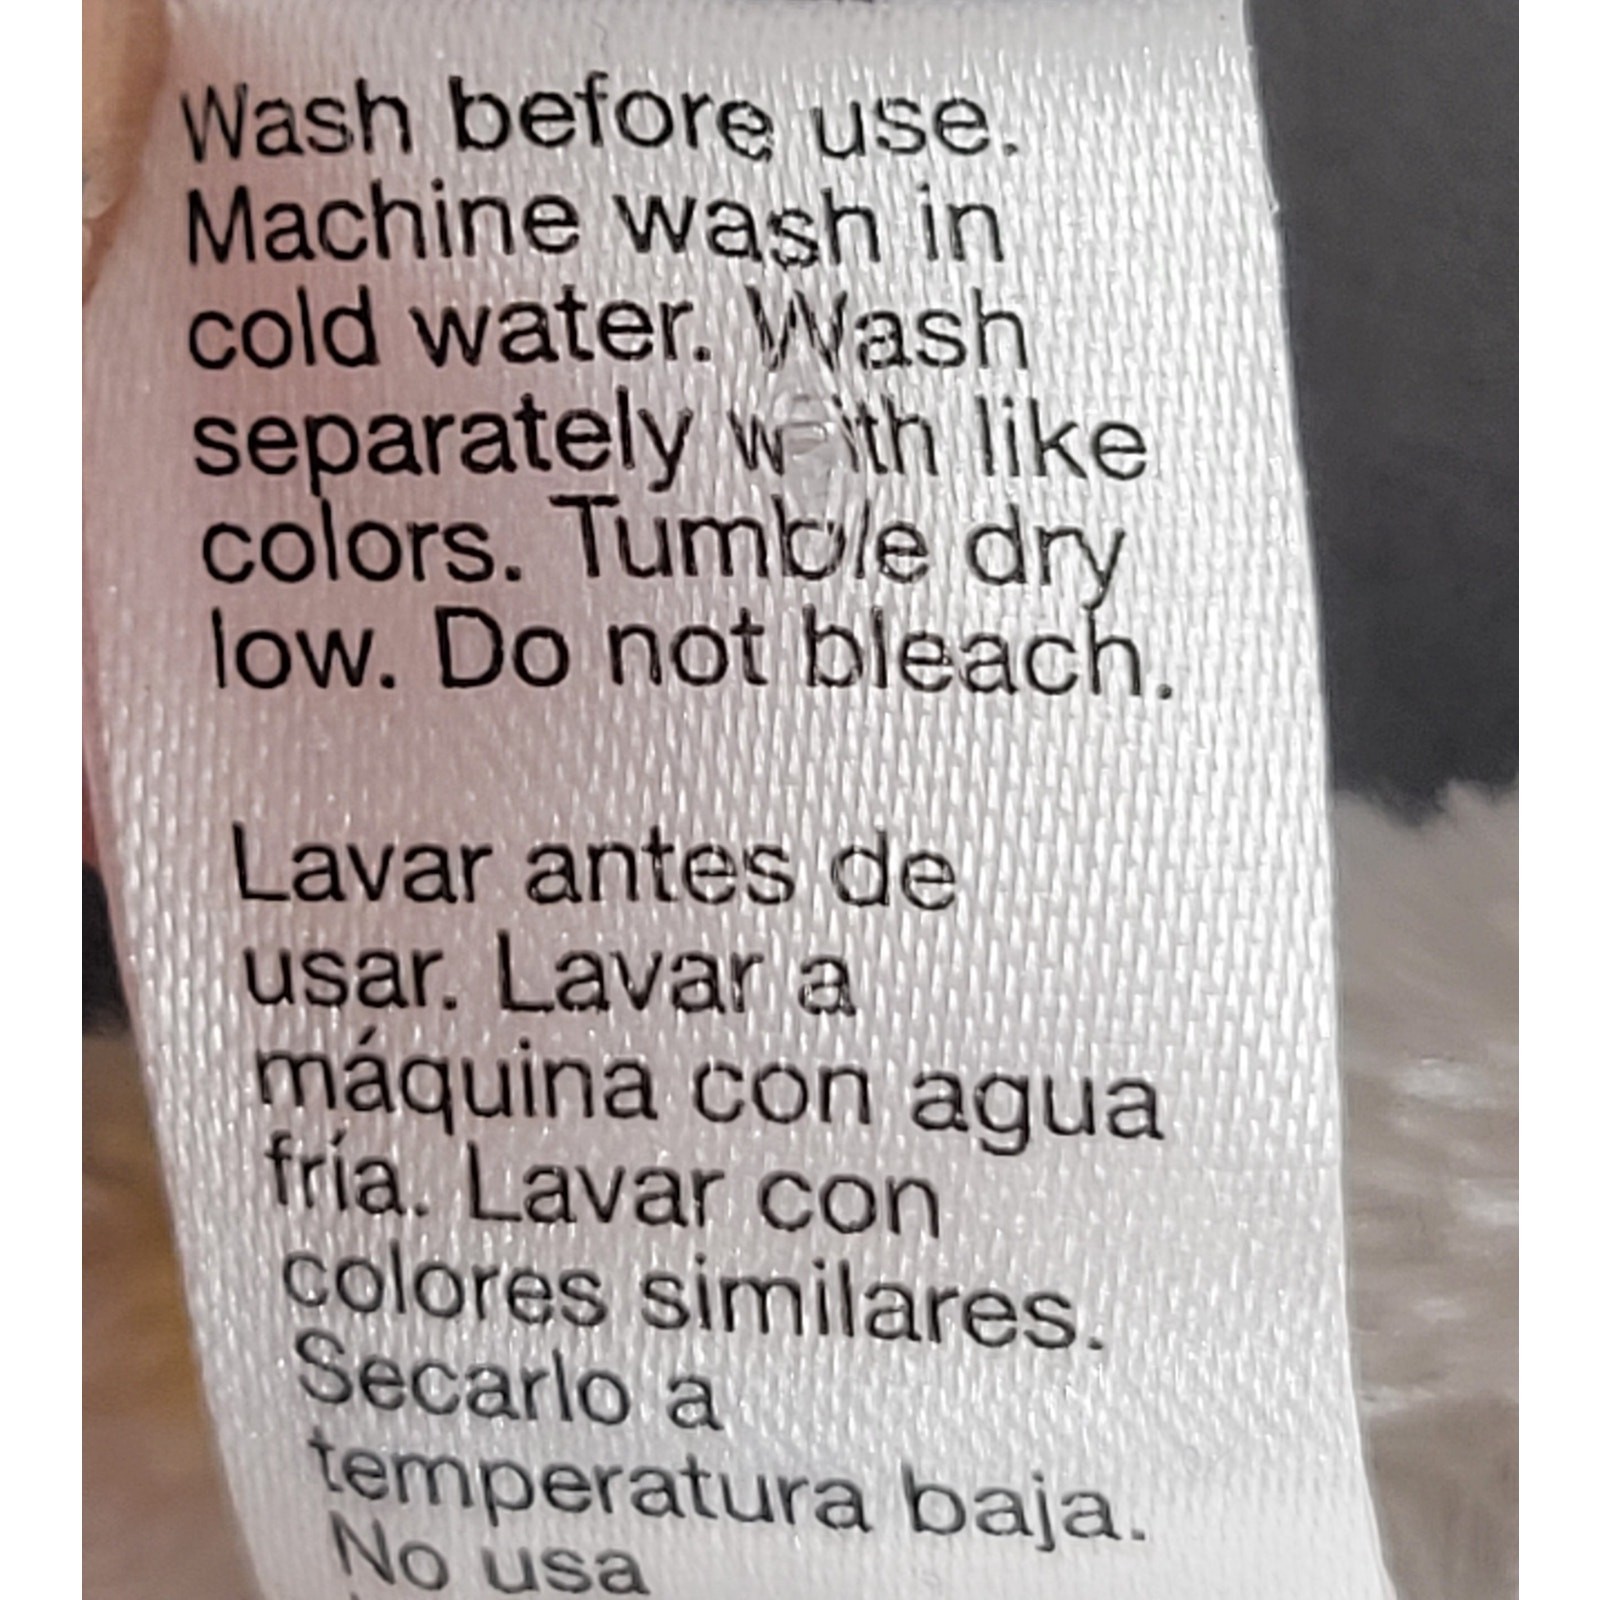 Wash before use.
Machine wash in
cold water. Wash
separately with like
colors. Tumble dry
low. Do not bleach.
Lavar antes de
usar. Lavar a
máquina con agua
fría. Lavar con
colores similares.
Secarlo a
temperatura baja.
No usa